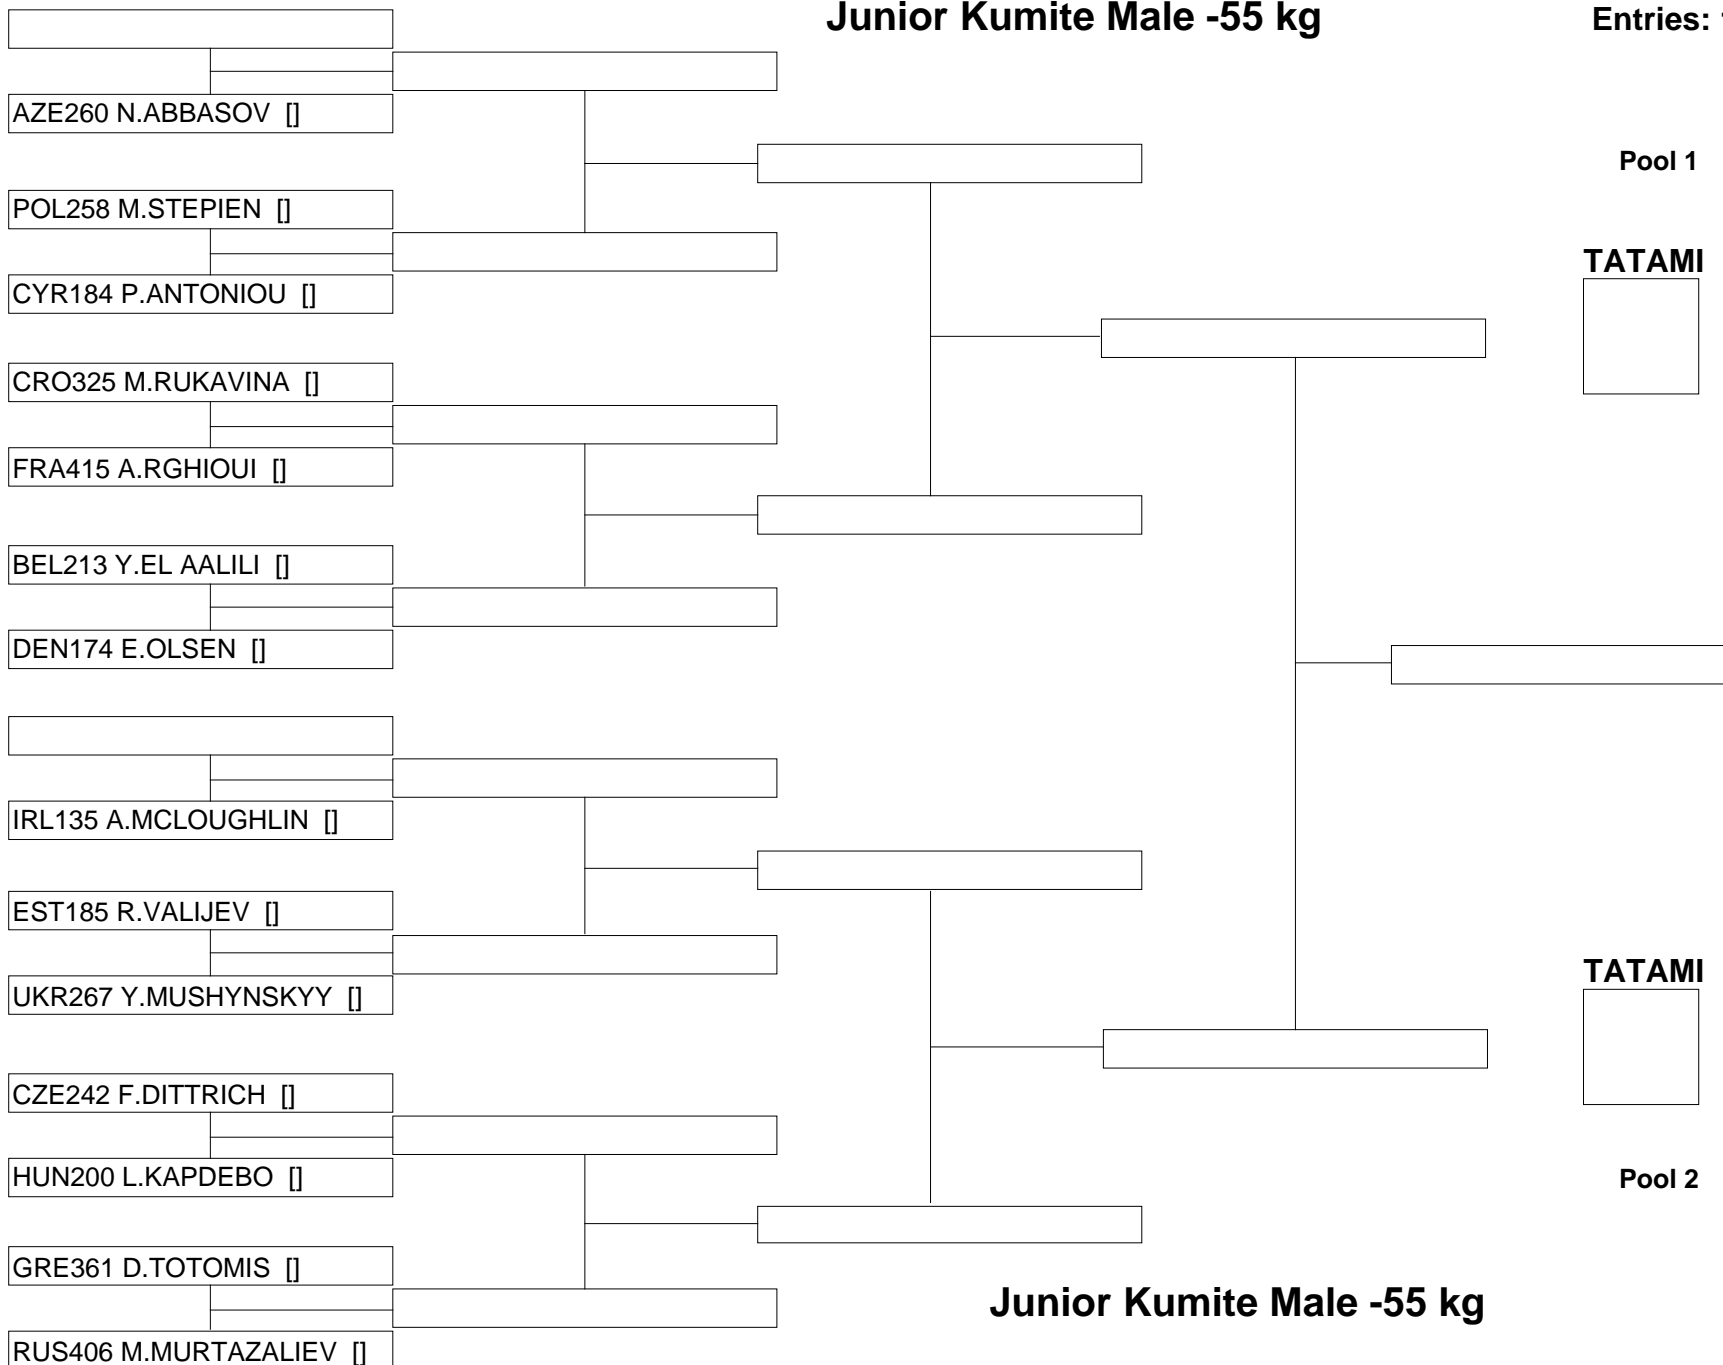 Junior Kumite Male -55 kg
Entries:
AZE260 N.ABBASOV []
Pool 1
POL258 M.STEPIEN []
TATAMI
CYR184 P.ANTONIOU []
CRO325 M.RUKAVINA []
FRA415 A.RGHIOUI []
BEL213 Y.EL AALILI []
DEN174 E.OLSEN []
IRL135 A.MCLOUGHLIN []
EST185 R.VALIJEV []
TATAMI
UKR267 Y.MUSHYNSKYY []
CZE242 F.DITTRICH []
HUN200 L.KAPDEBO []
Pool 2
GRE361 D.TOTOMIS []
Junior Kumite Male -55 kg
RUS406 M.MURTAZALIEV []